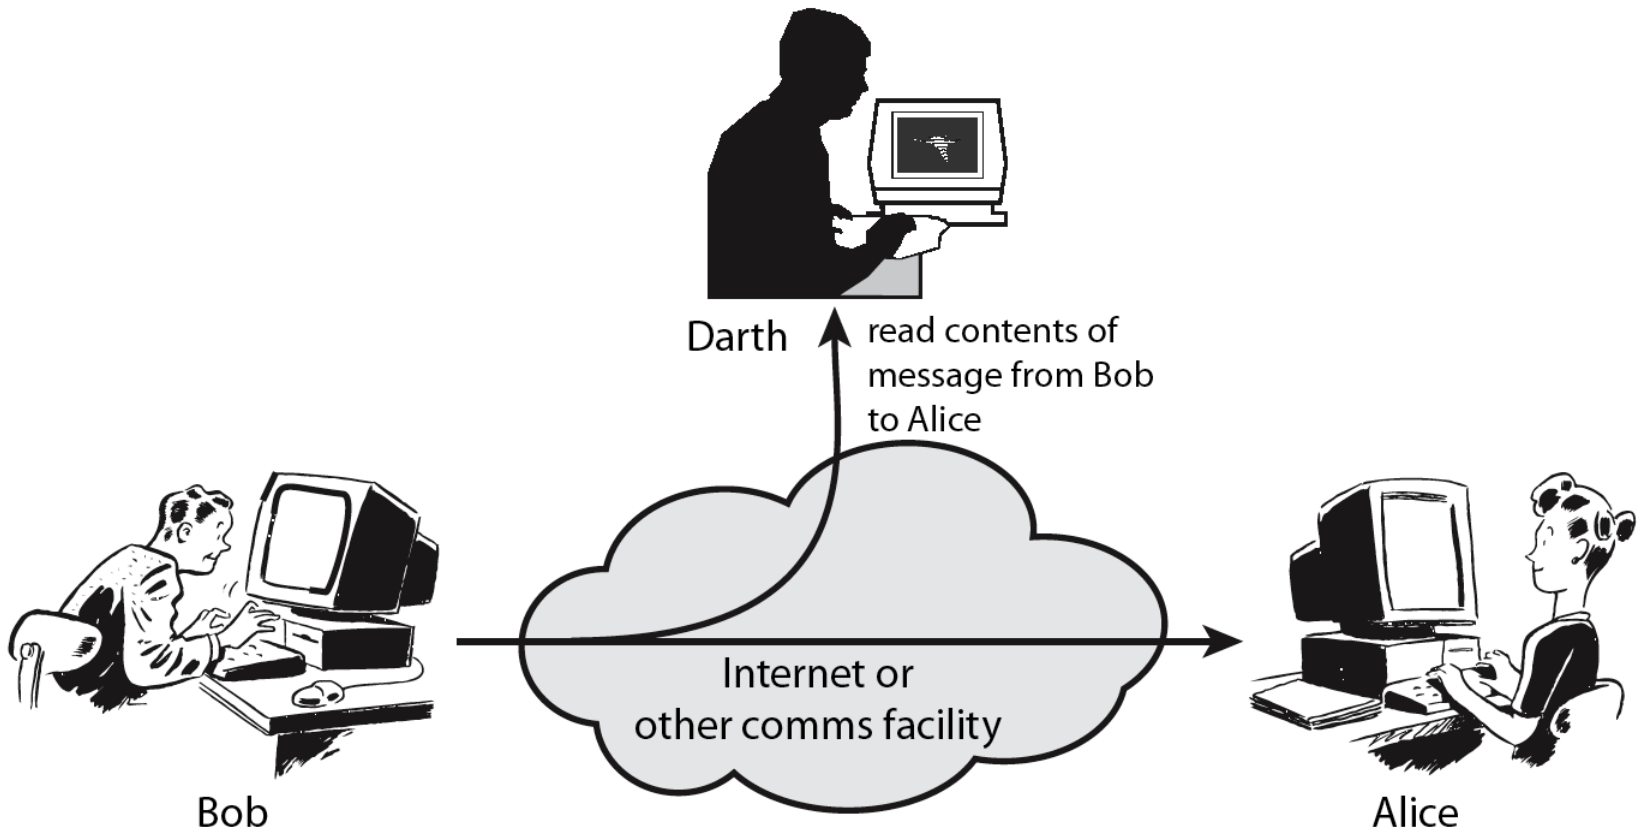 Darth
read contents of
message from Bob
to Alice
Internet or
other comms facility
Bob
Alice